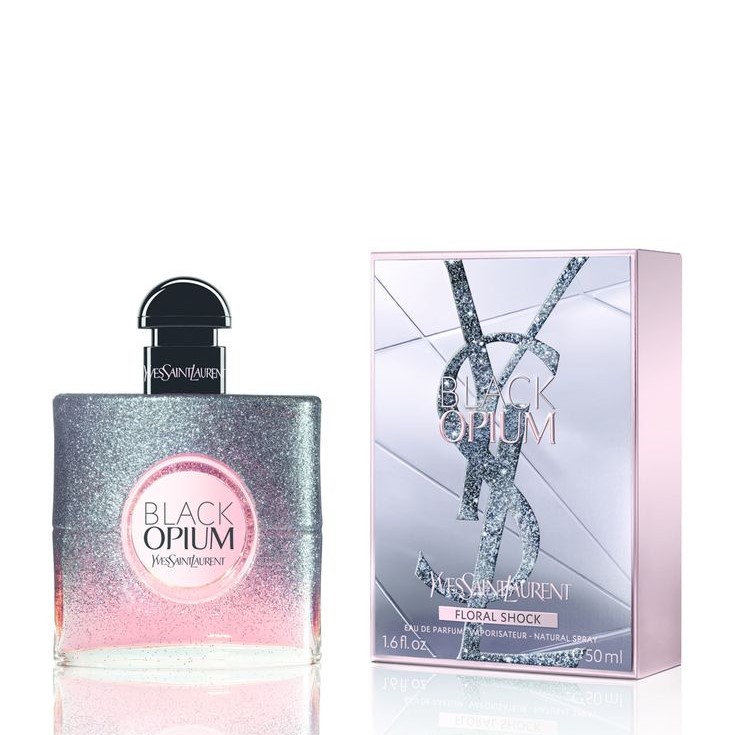 YVESSAINTLAURENT
BLACK
OPIUM
YVESSAINTLAURENT
BLACK
OPIUM
YVESSAINTLAURENT
FLORAL SHOCK
EAU DE PARFUM VAPORISATEUR - NATURAL SPRAY
1.6 fl.oz
50 ml